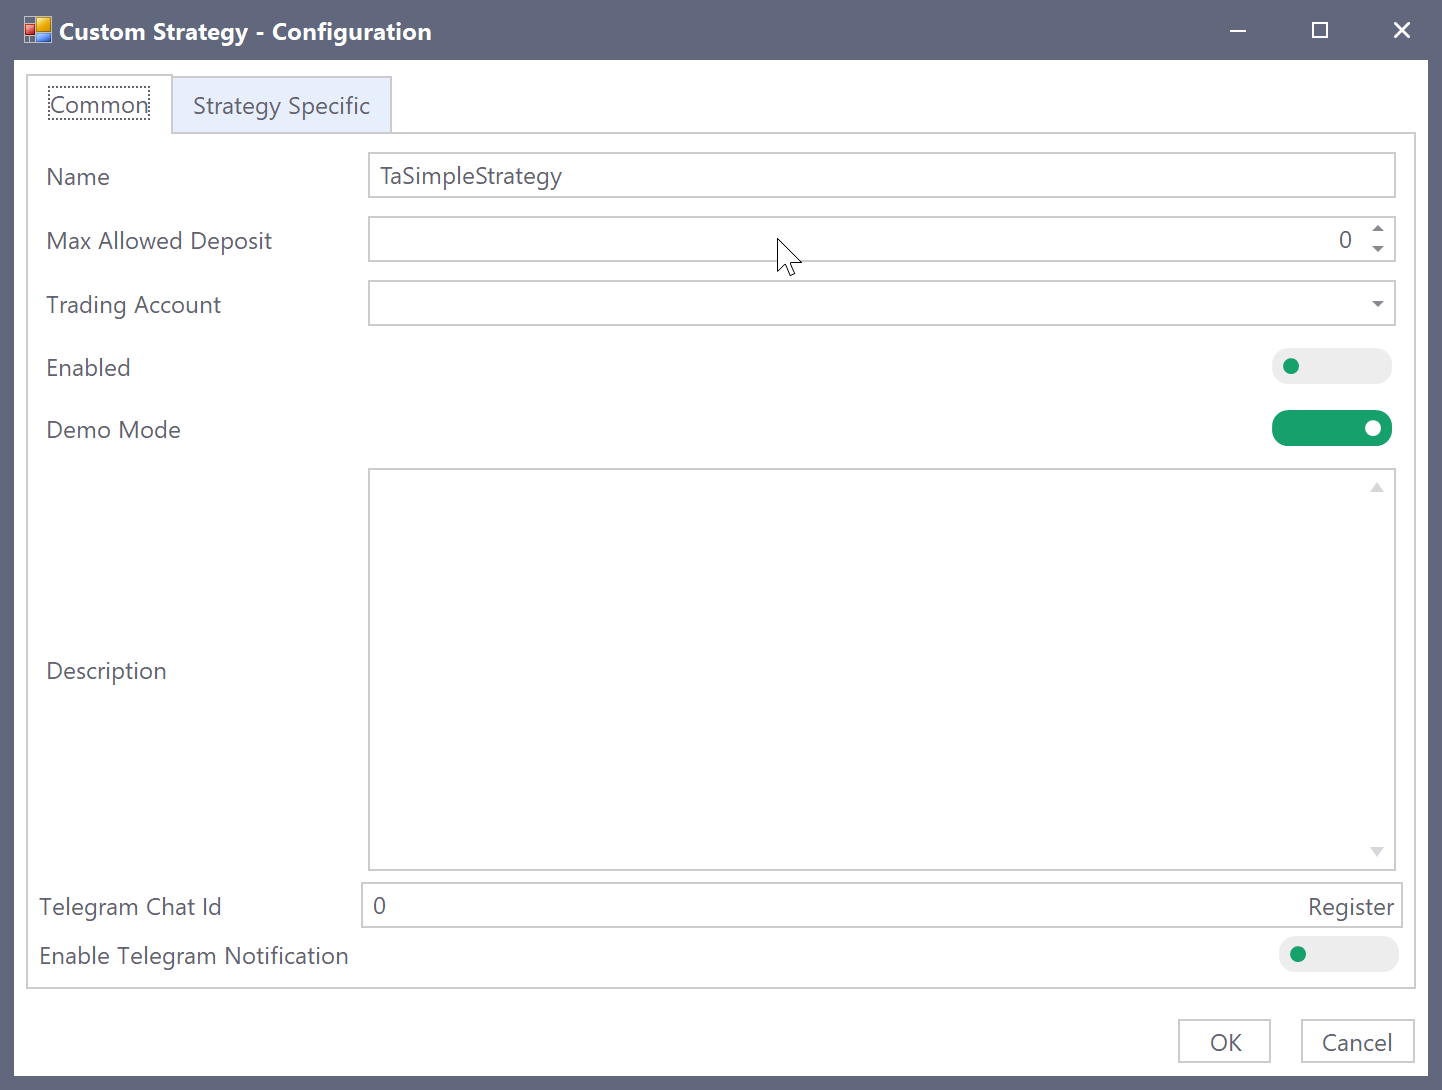 Custom Strategy - Configuration
Common
Strategy Specific
Name
TaSimpleStrategy
Max Allowed Deposit
0
Trading Account
Enabled
Demo Mode
Description
Telegram Chat Id
0
Register
Enable Telegram Notification
OK
Cancel